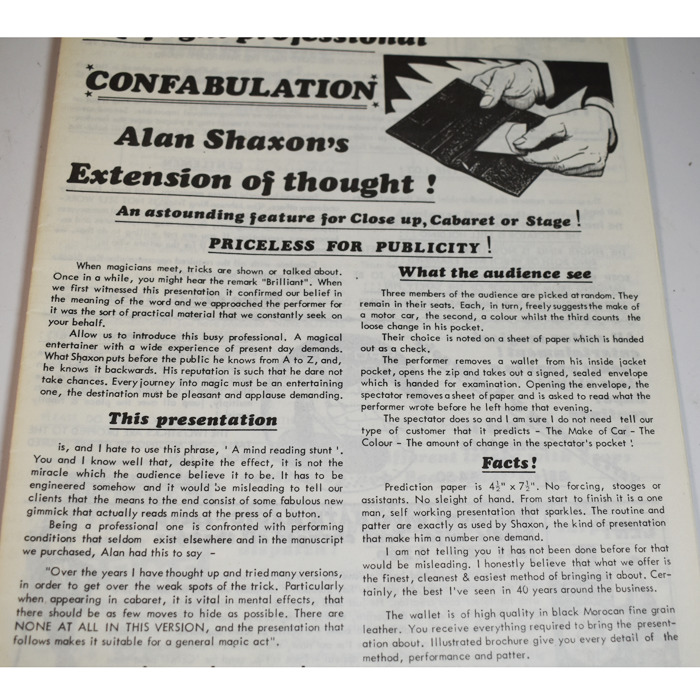 professional
CONFABULATION
Alan Shaxon's
Extension of thought !
An astounding feature for Close up, Cabaret or Stage !
PRICELESS FOR PUBLICITY !
When magicians meet, tricks are shown or talked about.
Once in a while, you might hear the remark "Brilliant". When
we first witnessed this presentation it confirmed our belief in
the meaning of the word and we approached the performer for
it was the sort of practical material that we constantly seek on
your behalf.
Allow us to introduce this busy professional. A magical
entertainer with a wide experience of present day demands.
What Shaxon puts before the public he knows from A to Z, and,
he knows it backwards. His reputation is such that he dare not
take chances. Every journey into magic must be an entertaining
one, the destination must be pleasant and applause demanding.
This presentation
is, and I hate to use this phrase, ' A mind reading stunt '.
You and I know well that, despite the effect, it is not the
miracle which the audience believe it to be. It has to be
engineered somehow and it would be misleading to tell our
clients that the means to the end consist of some fabulous new
gimmick that actually reads minds at the press of a button.
Being a professional one is confronted with performing
conditions that seldom exist elsewhere and in the manuscript
we purchased, Alan had this to say -
"Over the years I have thought up and tried many versions,
in order to get over the weak spots of the trick. Particularly
when appearing in cabaret, it is vital in mental effects, that
there should be as few moves to hide as possible. There are
NONE AT ALL IN THIS VERSION, and the presentation that
follows makes it suitable for a general magic act".
What the audience see
Three members of the audience are picked at random. They
remain in their seats. Each, in turn, freely suggests the make of
a motor car, the second, a colour whilst the third counts the
loose change in his pocket.
Their choice is noted on a sheet of paper which is handed
out as a check.
The performer removes a wallet from his inside jacket
pocket, opens the zip and takes out a signed, sealed envelope
which is handed for examination. Opening the envelope, the
spectator removes a sheet of paper and is asked to read what the
performer wrote before he left home that evening.
The spectator does so and I am sure I do not need tell our
type of customer that it predicts - The Make of Car - The
Colour - The amount of change in the spectator's pocket !
Facts!
Prediction paper is 4½" x 7½". No forcing, stooges or
assistants. No sleight of hand. From start to finish it is a one
man, self working presentation that sparkles. The routine and
patter are exactly as used by Shaxon, the kind of presentation
that make him a number one demand.
I am not telling you it has not been done before for that
would be misleading. I honestly believe that what we offer is
the finest, cleanest & easiest method of bringing it about. Cer-
tainly, the best I've seen in 40 years around the business.
The wallet is of high quality in black Morocan fine grain
leather. You receive everything required to bring the present-
ation about. Illustrated brochure give you every detail of the
method, performance and patter.